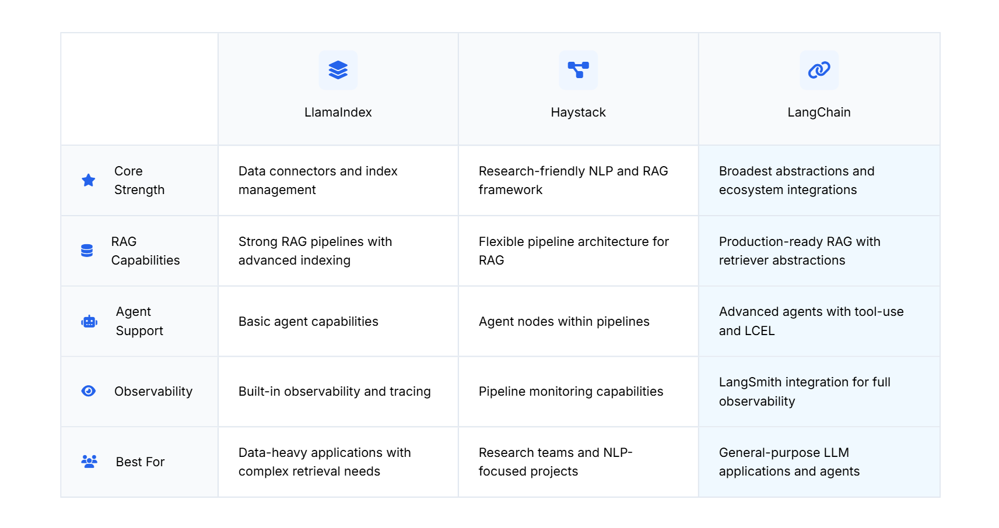 LlamaIndex
Haystack
LangChain
Core
Strength
Data connectors and index
management
Research-friendly NLP and RAG
framework
Broadest abstractions and
ecosystem integrations
RAG
Capabilities
Strong RAG pipelines with
advanced indexing
Flexible pipeline architecture for
RAG
Production-ready RAG with
retriever abstractions
Agent
Support
Basic agent capabilities
Agent nodes within pipelines
Advanced agents with tool-use
and LCEL
Observability
Built-in observability and tracing
Pipeline monitoring capabilities
LangSmith integration for full
observability
Best For
Data-heavy applications with
complex retrieval needs
Research teams and NLP-
focused projects
General-purpose LLM
applications and agents